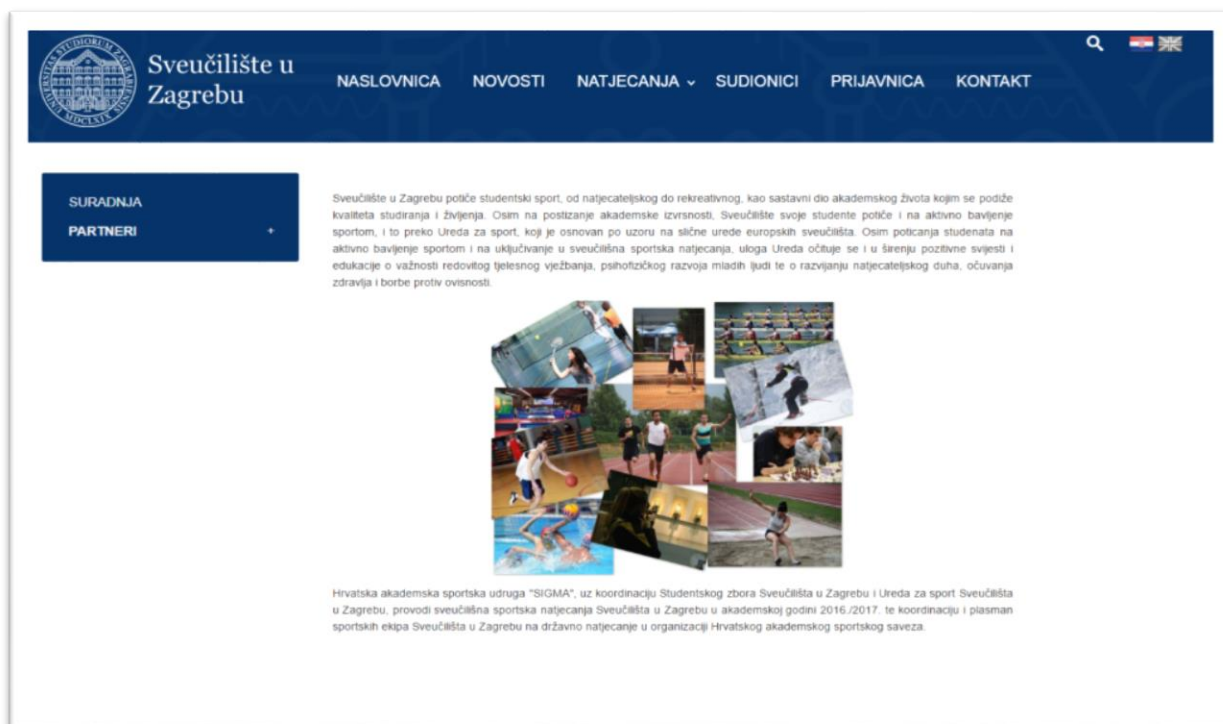 Sveučilište u
Zagrebu
NASLOVNICA NOVOSTI NATJECANJA SUDIONICI PRIJAVNICA KONTAKT
SURADNJA
PARTNERI +
Sveučilište u Zagrebu potiče studentski sport, od natjecateljskog do rekreativnog, kao sastavni dio akademskog života kojim se podiže
kvaliteta studiranja i življenja. Osim na postizanje akademske izvrsnosti, Sveučilište svoje studente potiče i na aktivno bavljenje
sportom, i to preko Ureda za sport, koji je osnovan po uzoru na slične urede europskih sveučilišta. Osim poticanja studenata na
aktivno bavljenje sportom i na uključivanje u sveučilišna sportska natjecanja, uloga Ureda očituje se i u širenju pozitivne svijesti i
edukacije o važnosti redovitog tjelesnog vježbanja, psihofizičkog razvoja mladih ljudi te o razvijanju natjecateljskog duha, očuvanja
zdravlja i borbe protiv ovisnosti.
Hrvatska akademska sportska udruga "SIGMA", uz koordinaciju Studentskog zbora Sveučilišta u Zagrebu i Ureda za sport Sveučilišta
u Zagrebu, provodi sveučilišna sportska natjecanja Sveučilišta u Zagrebu u akademskoj godini 2016./2017. te koordinaciju i plasman
sportskih ekipa Sveučilišta u Zagrebu na državno natjecanje u organizaciji Hrvatskog akademskog sportskog saveza.